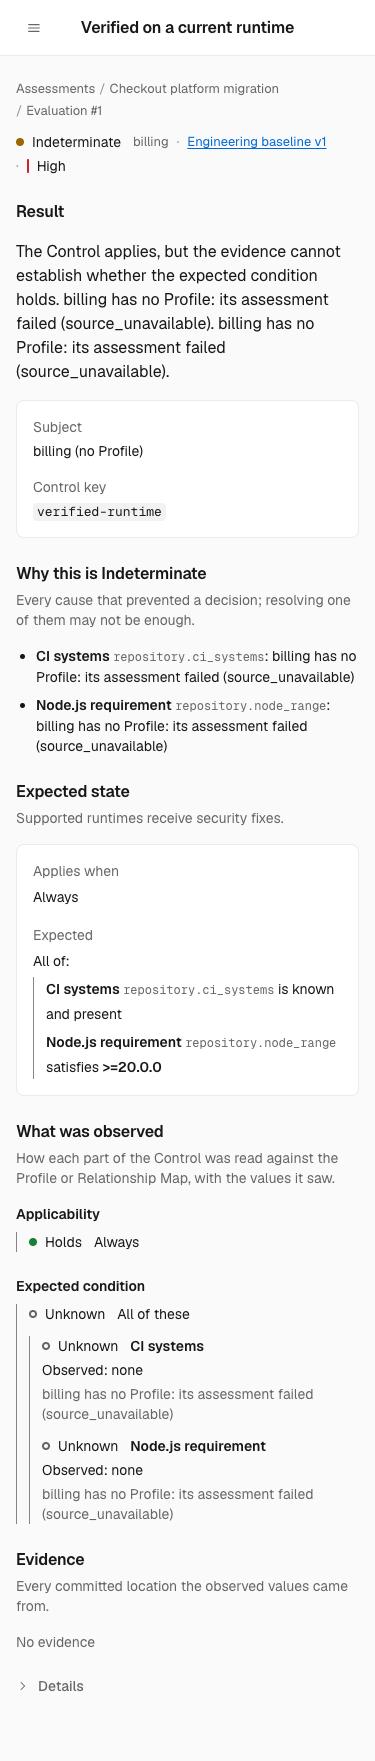 Verified on a current runtime
Assessments / Checkout platform migration
/ Evaluation #1
Indeterminate billing · Engineering baseline v1
· High
Result
The Control applies, but the evidence cannot
establish whether the expected condition
holds. billing has no Profile: its assessment
failed (source_unavailable). billing has no
Profile: its assessment failed
(source_unavailable).
Subject
billing (no Profile)
Control key
verified-runtime
Why this is Indeterminate
Every cause that prevented a decision; resolving one
of them may not be enough.
• CI systems repository.ci_systems: billing has no
Profile: its assessment failed (source_unavailable)
• Node.js requirement repository.node_range:
billing has no Profile: its assessment failed
(source_unavailable)
Expected state
Supported runtimes receive security fixes.
Applies when
Always
Expected
All of:
CI systems repository.ci_systems is known
and present
Node.js requirement repository.node_range
satisfies >=20.0.0
What was observed
How each part of the Control was read against the
Profile or Relationship Map, with the values it saw.
Applicability
Holds Always
Expected condition
Unknown All of these
Unknown CI systems
Observed: none
billing has no Profile: its assessment failed
(source_unavailable)
Unknown Node.js requirement
Observed: none
billing has no Profile: its assessment failed
(source_unavailable)
Evidence
Every committed location the observed values came
from.
No evidence
Details